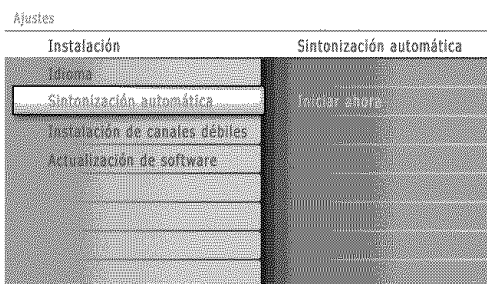 Ajustes
Instalación
Sintonización automática
Idioma
Sintonización automática
Iniciar ahora
Instalación de canales débiles
Actualización de software